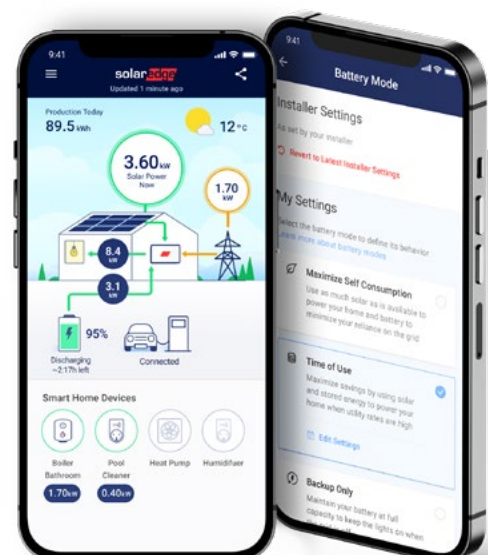 9:41
solaredge
Updated 1 minute ago
Production Today
89.5 kWh
12°C
3.60 kW
Solar Power
Now
1.70
kW
8.4
kW
3.1
kW
95%
Discharging
~2:17h left
Connected
Smart Home Devices
Boiler
Bathroom
Pool
Cleaner
Heat Pump
Humidifuer
1.70kW
0.40kW
9:41
Battery Mode
Installer Settings
As set by your installer
Revert to Latest Installer Settings
My Settings
Select the battery mode to define its behavior
Learn more about battery modes
Maximize Self Consumption
Use as much solar as is available to
power your home and battery to
minimize your reliance on the grid
Time of Use
Maximize savings by using solar
and stored energy to power your
home when utility rates are high
Edit Settings
Backup Only
Maintain your battery at full
capacity to keep the lights on when